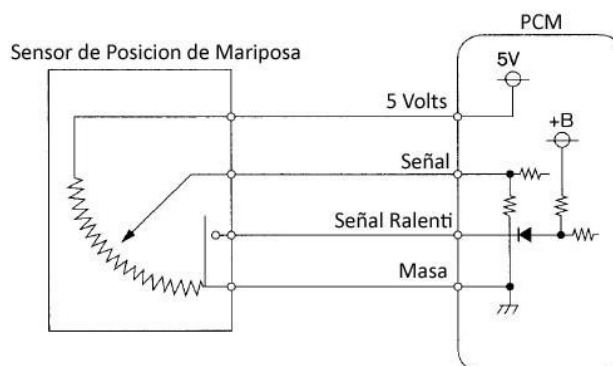 PCM
Sensor de Posicion de Mariposa
5V
5 Volts
+B
Señal
Señal Ralenti
Masa